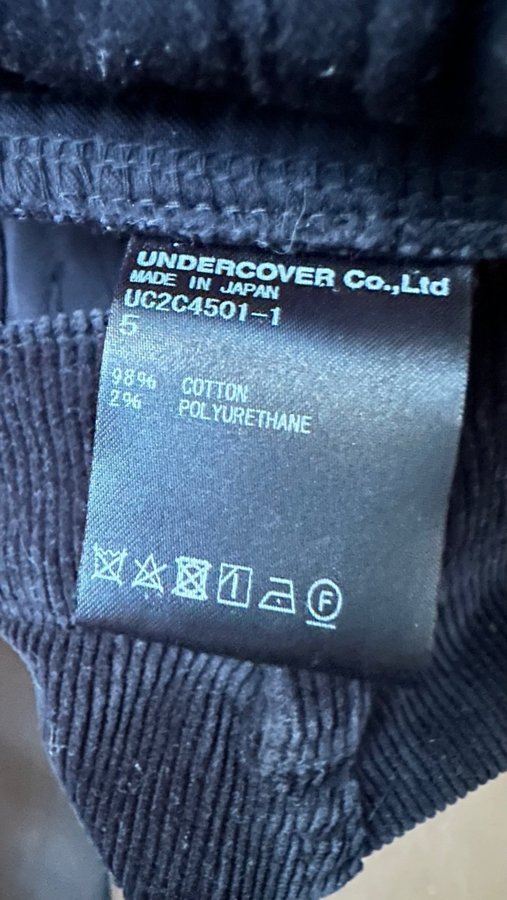 UNDERCOVER Co.,Ltd
MADE IN JAPAN
UC2C4501-1
5
98% COTTON
2% POLYURETHANE
F